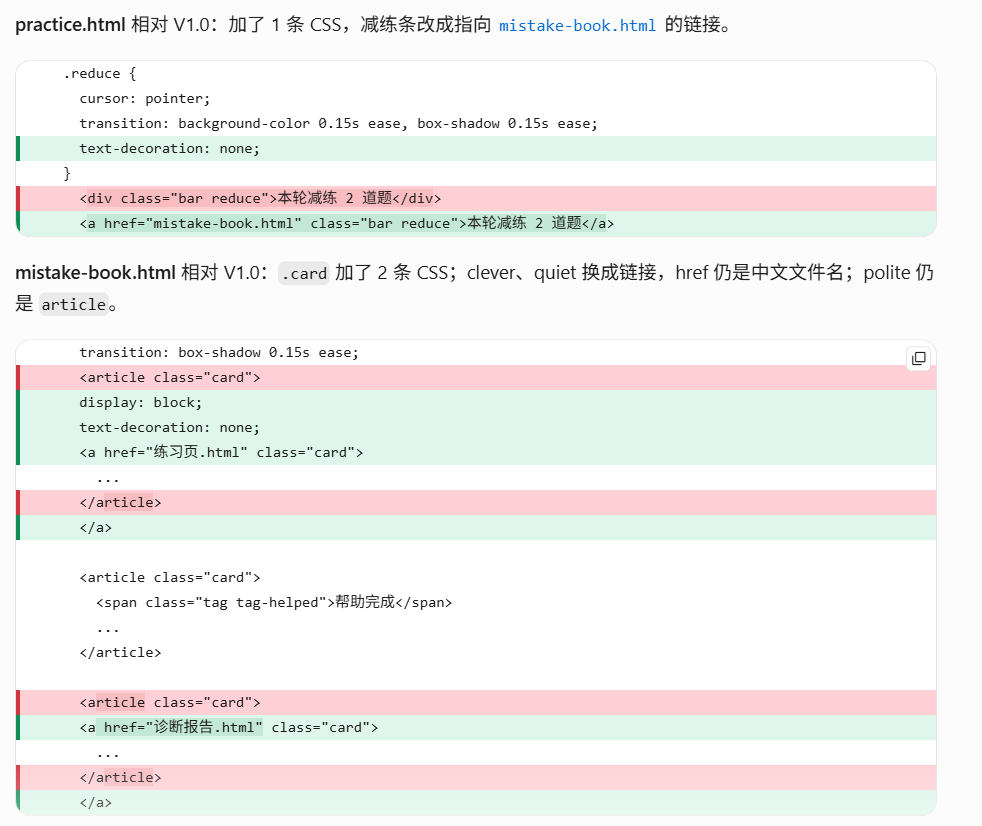 practice.html 相对 V1.0：加了 1 条 CSS，减练条改成指向 mistake-book.html 的链接。
.reduce {
cursor: pointer;
transition: background-color 0.15s ease, box-shadow 0.15s ease;
text-decoration: none;
}
<div class="bar reduce">本轮减练 2 道题</div>
<a href="mistake-book.html" class="bar reduce">本轮减练 2 道题</a>
mistake-book.html 相对 V1.0：.card 加了 2 条 CSS；clever、quiet 换成链接，href 仍是中文文件名；polite 仍
是 article。
transition: box-shadow 0.15s ease;
<article class="card">
display: block;
text-decoration: none;
<a href="练习页.html" class="card">
...
</article>
</a>
<article class="card">
<span class="tag tag-helped">帮助完成</span>
...
</article>
<article class="card">
<a href="诊断报告.html" class="card">
...
</article>
</a>